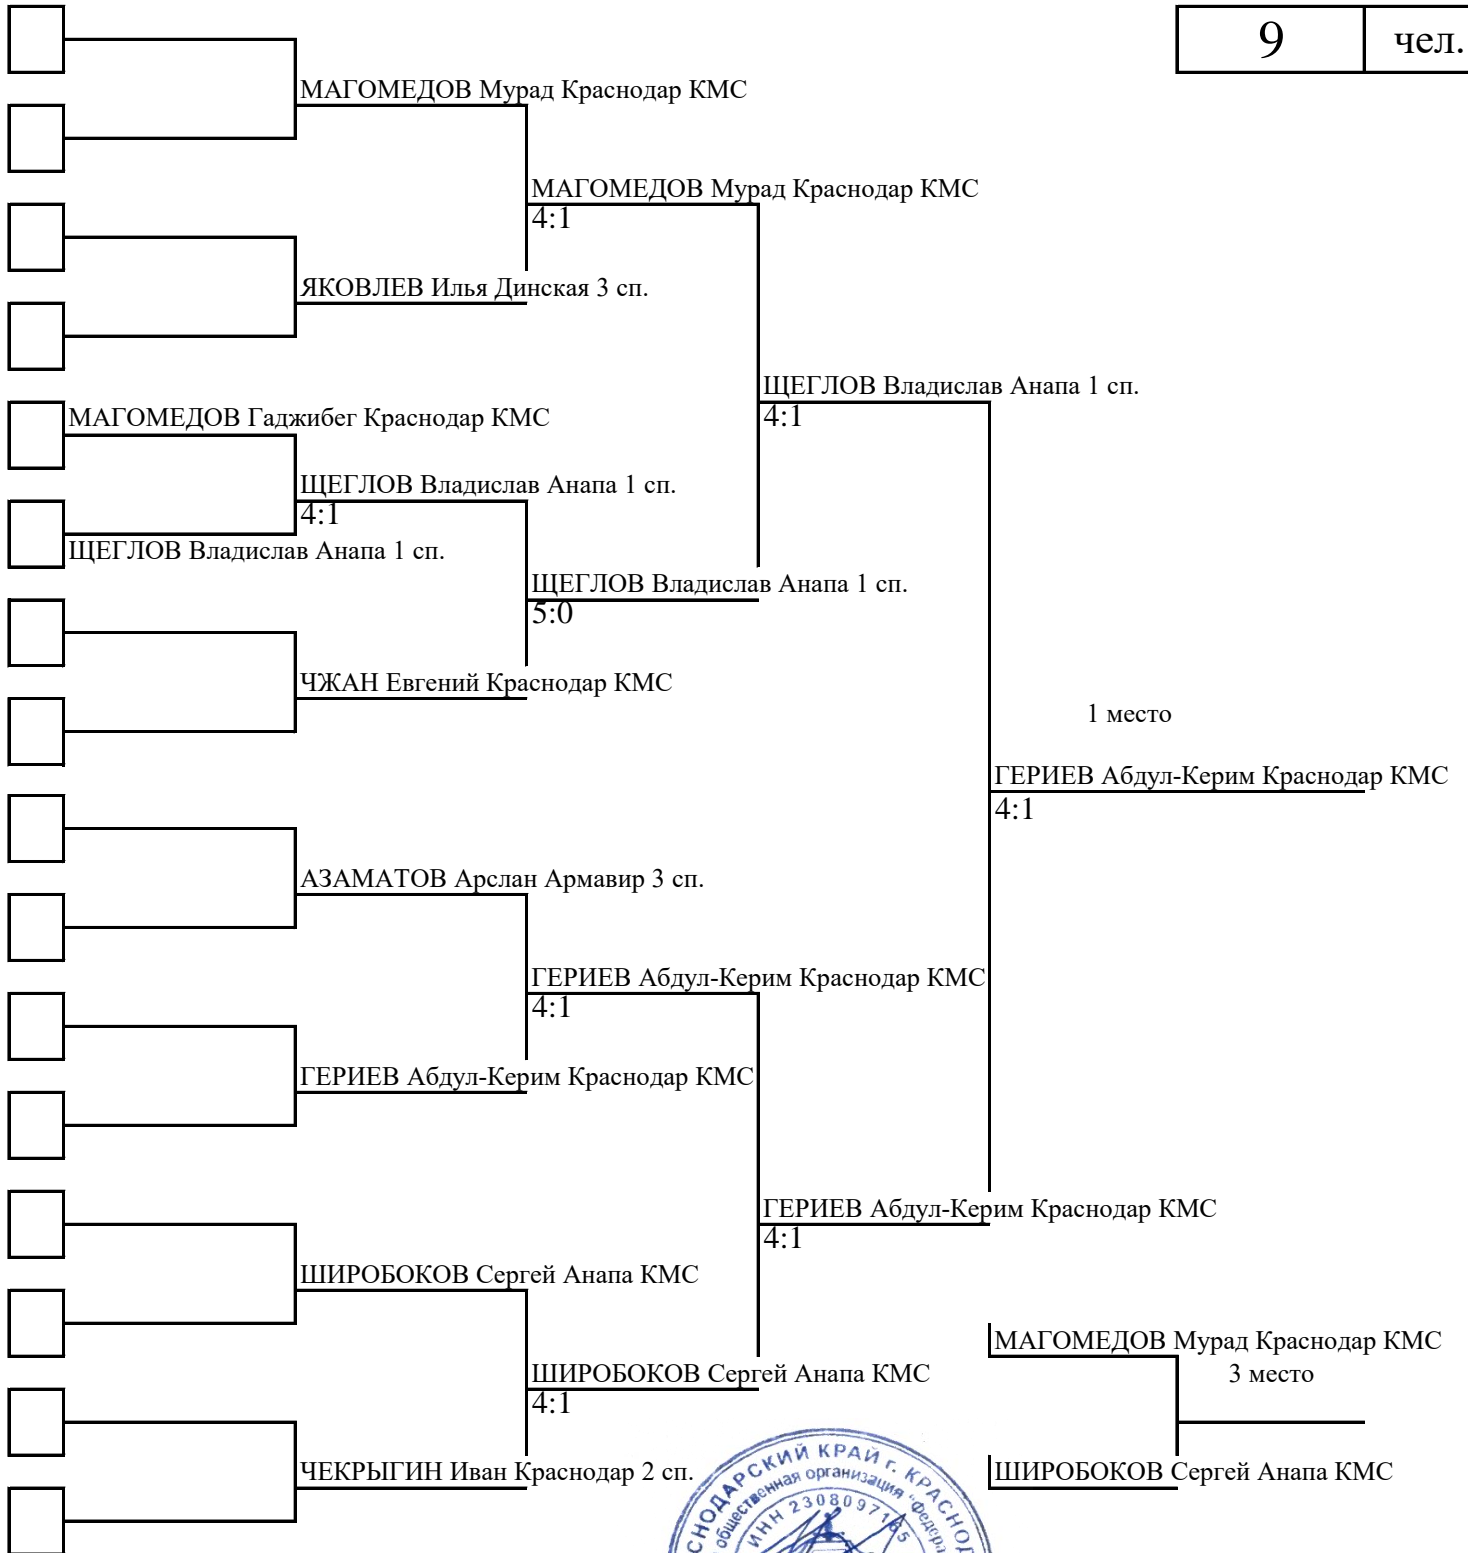 9 чел.
МАГОМЕДОВ Мурад Краснодар КМС
МАГОМЕДОВ Мурад Краснодар КМС
4:1
ЯКОВЛЕВ Илья Динская 3 сп.
ЩЕГЛОВ Владислав Анапа 1 сп.
4:1
МАГОМЕДОВ Гаджибег Краснодар КМС
ЩЕГЛОВ Владислав Анапа 1 сп.
4:1
ЩЕГЛОВ Владислав Анапа 1 сп.
ЩЕГЛОВ Владислав Анапа 1 сп.
5:0
ЧЖАН Евгений Краснодар КМС
1 место
ГЕРИЕВ Абдул-Керим Краснодар КМС
4:1
АЗАМАТОВ Арслан Армавир 3 сп.
ГЕРИЕВ Абдул-Керим Краснодар КМС
4:1
ГЕРИЕВ Абдул-Керим Краснодар КМС
ГЕРИЕВ Абдул-Керим Краснодар КМС
4:1
ШИРОБОКОВ Сергей Анапа КМС
МАГОМЕДОВ Мурад Краснодар КМС
3 место
ШИРОБОКОВ Сергей Анапа КМС
4:1
ЧЕКРЫГИН Иван Краснодар 2 сп.
ШИРОБОКОВ Сергей Анапа КМС
КРАЙ г.
общественная организация
ИНН 2308097165